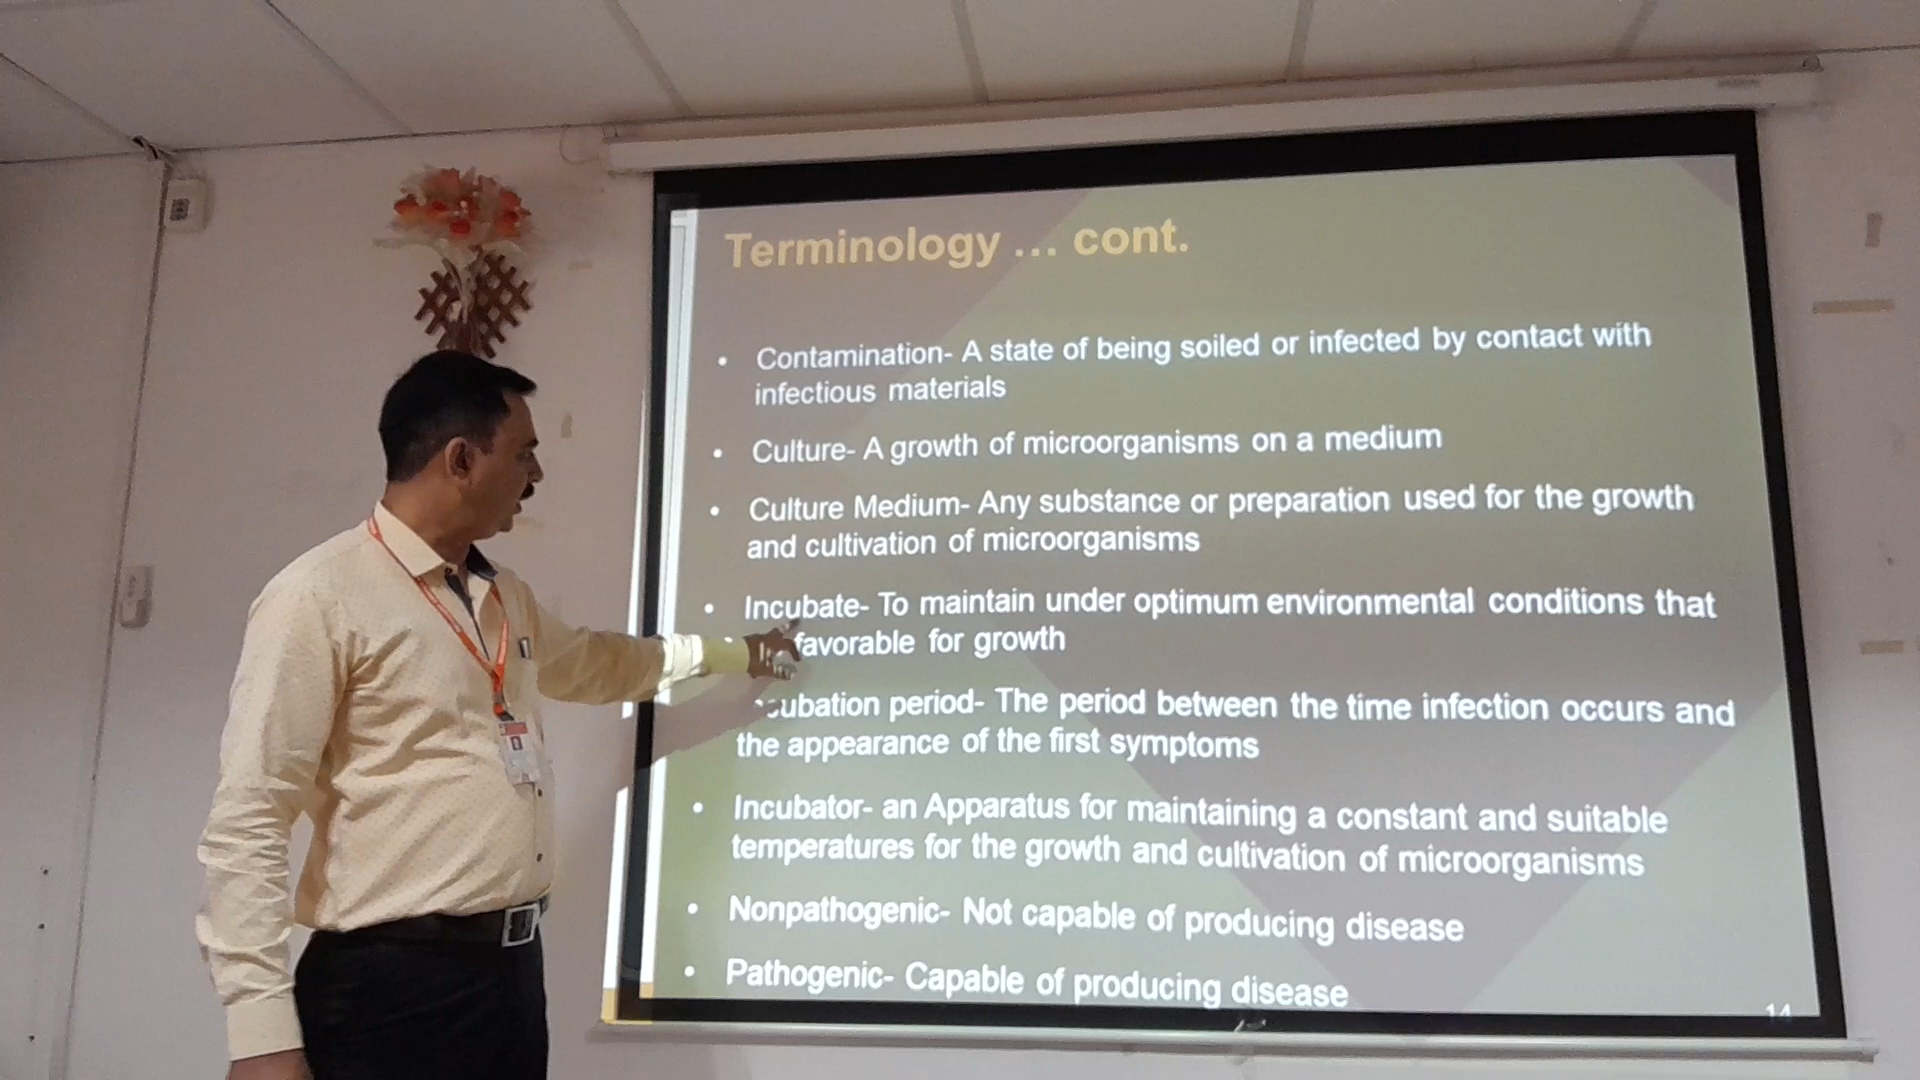 Terminology ... cont.
• Contamination- A state of being soiled or infected by contact with
infectious materials
• Culture- A growth of microorganisms on a medium
• Culture Medium- Any substance or preparation used for the growth
and cultivation of microorganisms
• Incubate- To maintain under optimum environmental conditions that
favorable for growth
ubation period- The period between the time infection occurs and
the appearance of the first symptoms
• Incubator- an Apparatus for maintaining a constant and suitable
temperatures for the growth and cultivation of microorganisms
• Nonpathogenic- Not capable of producing disease
• Pathogenic- Capable of producing disease
14